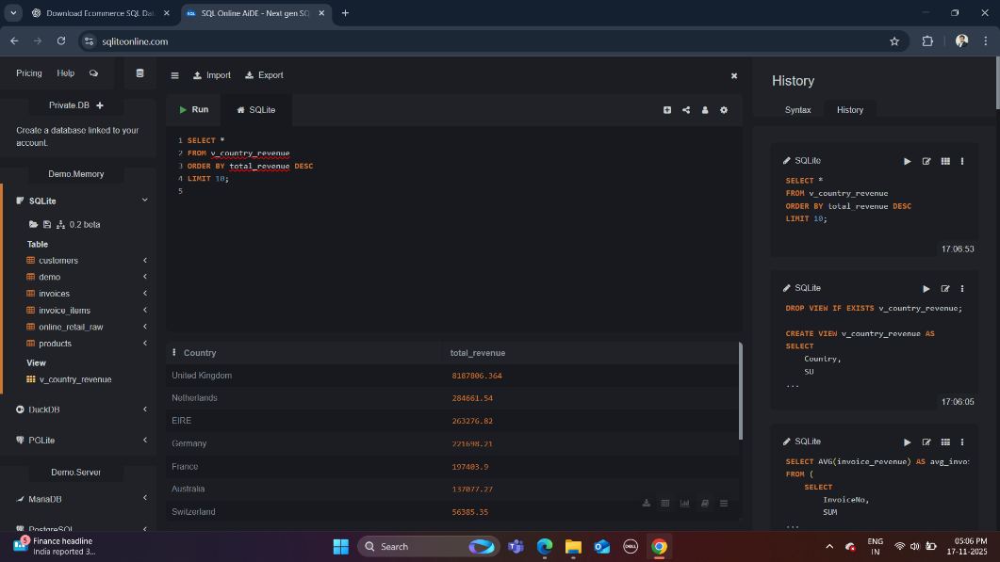 Download Ecommerce SQL Dat
SQL Online AiDE - Next gen SQ
sqliteonline.com
Pricing
Help
Private.DB
Create a database linked to your
account.
Demo.Memory
SQLite
0.2 beta
Table
customers
demo
invoices
invoice_items
online_retail_raw
products
View
v_country_revenue
DuckDB
PGLite
Demo.Server
MariaDB
PostgreSQL
Import
Export
Run
SQLite
1 SELECT *
2 FROM v_country_revenue
3 ORDER BY total_revenue DESC
4 LIMIT 10;
5
Country total_revenue
United Kingdom 8187806.364
Netherlands 284661.54
EIRE 263276.82
Germany 221698.21
France 197403.9
Australia 137077.27
Switzerland 56385.35
History
Syntax
History
SQLite
SELECT *
FROM v_country_revenue
ORDER BY total_revenue DESC
LIMIT 10;
17:06:53
SQLite
DROP VIEW IF EXISTS v_country_revenue;
CREATE VIEW v_country_revenue AS
SELECT
Country,
SU
...
17:06:05
SQLite
SELECT AVG(invoice_revenue) AS avg_invo
FROM (
SELECT
InvoiceNo,
SUM
...
5
Finance headline
India reported 3...
Search
DELL
ENG
IN
05:06 PM
17-11-2025